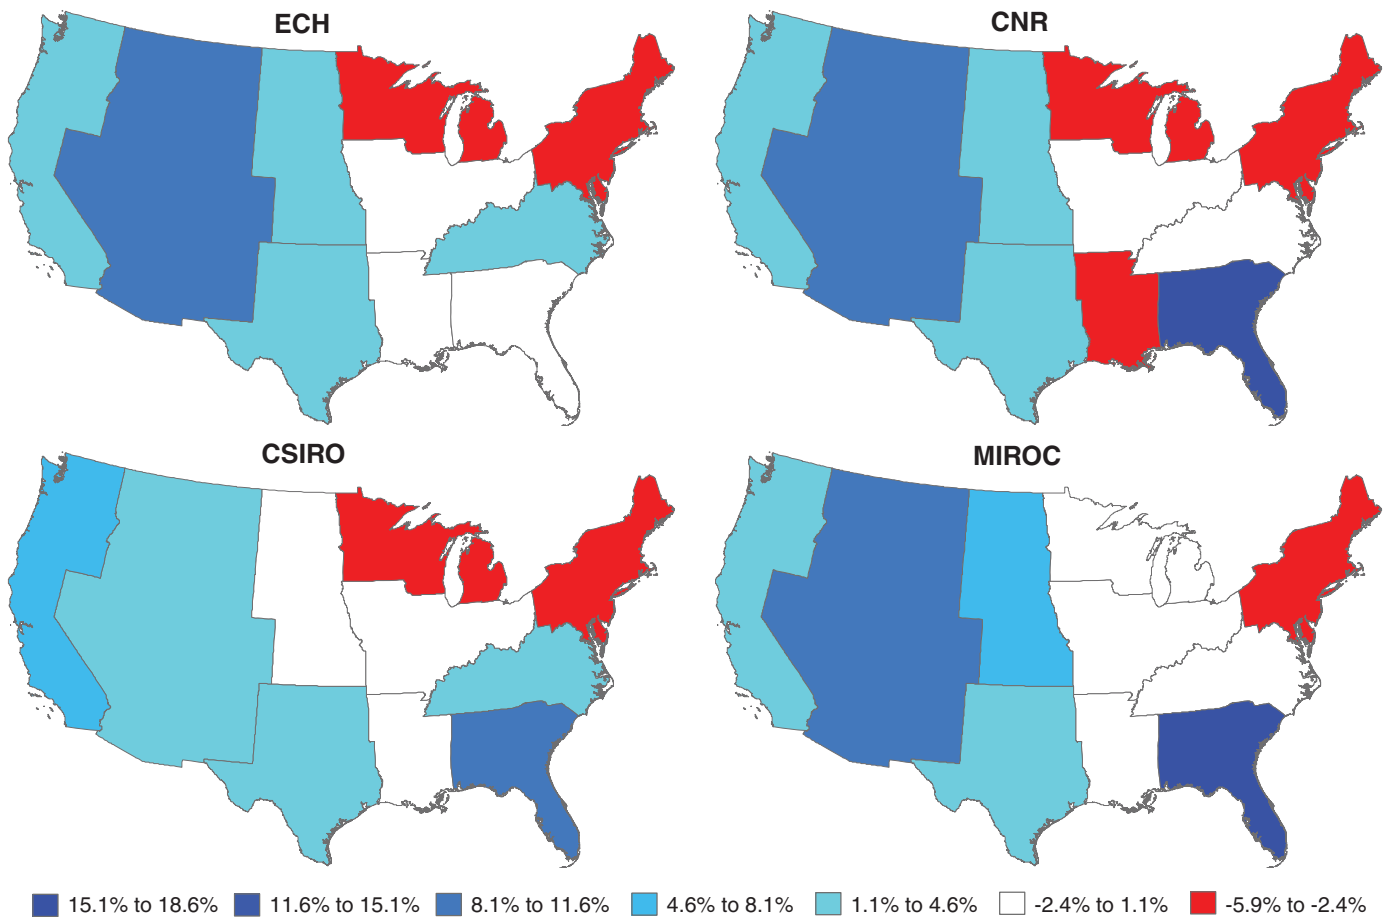 ECH
CNR
CSIRO
MIROC
15.1% to 18.6% 11.6% to 15.1% 8.1% to 11.6% 4.6% to 8.1% 1.1% to 4.6% -2.4% to 1.1% -5.9% to -2.4%